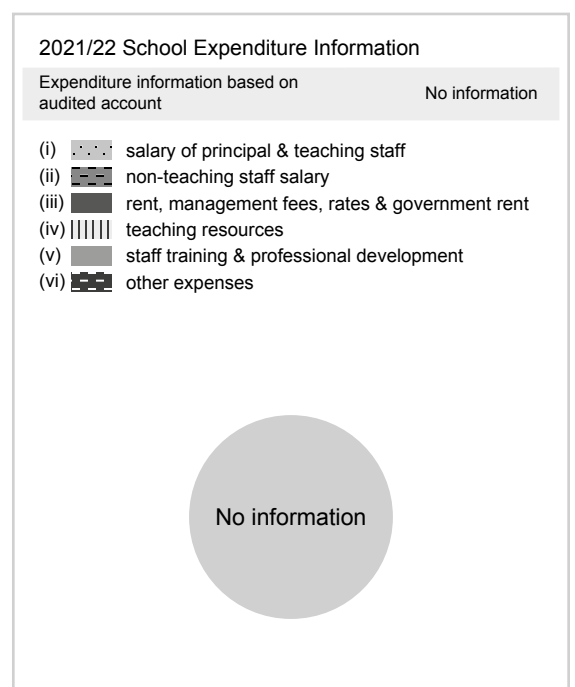 2021/22 School Expenditure Information
Expenditure information based on
audited account
No information
(i) salary of principal & teaching staff
(ii) non-teaching staff salary
(iii) rent, management fees, rates & government rent
(iv) teaching resources
(v) staff training & professional development
(vi) other expenses
No information